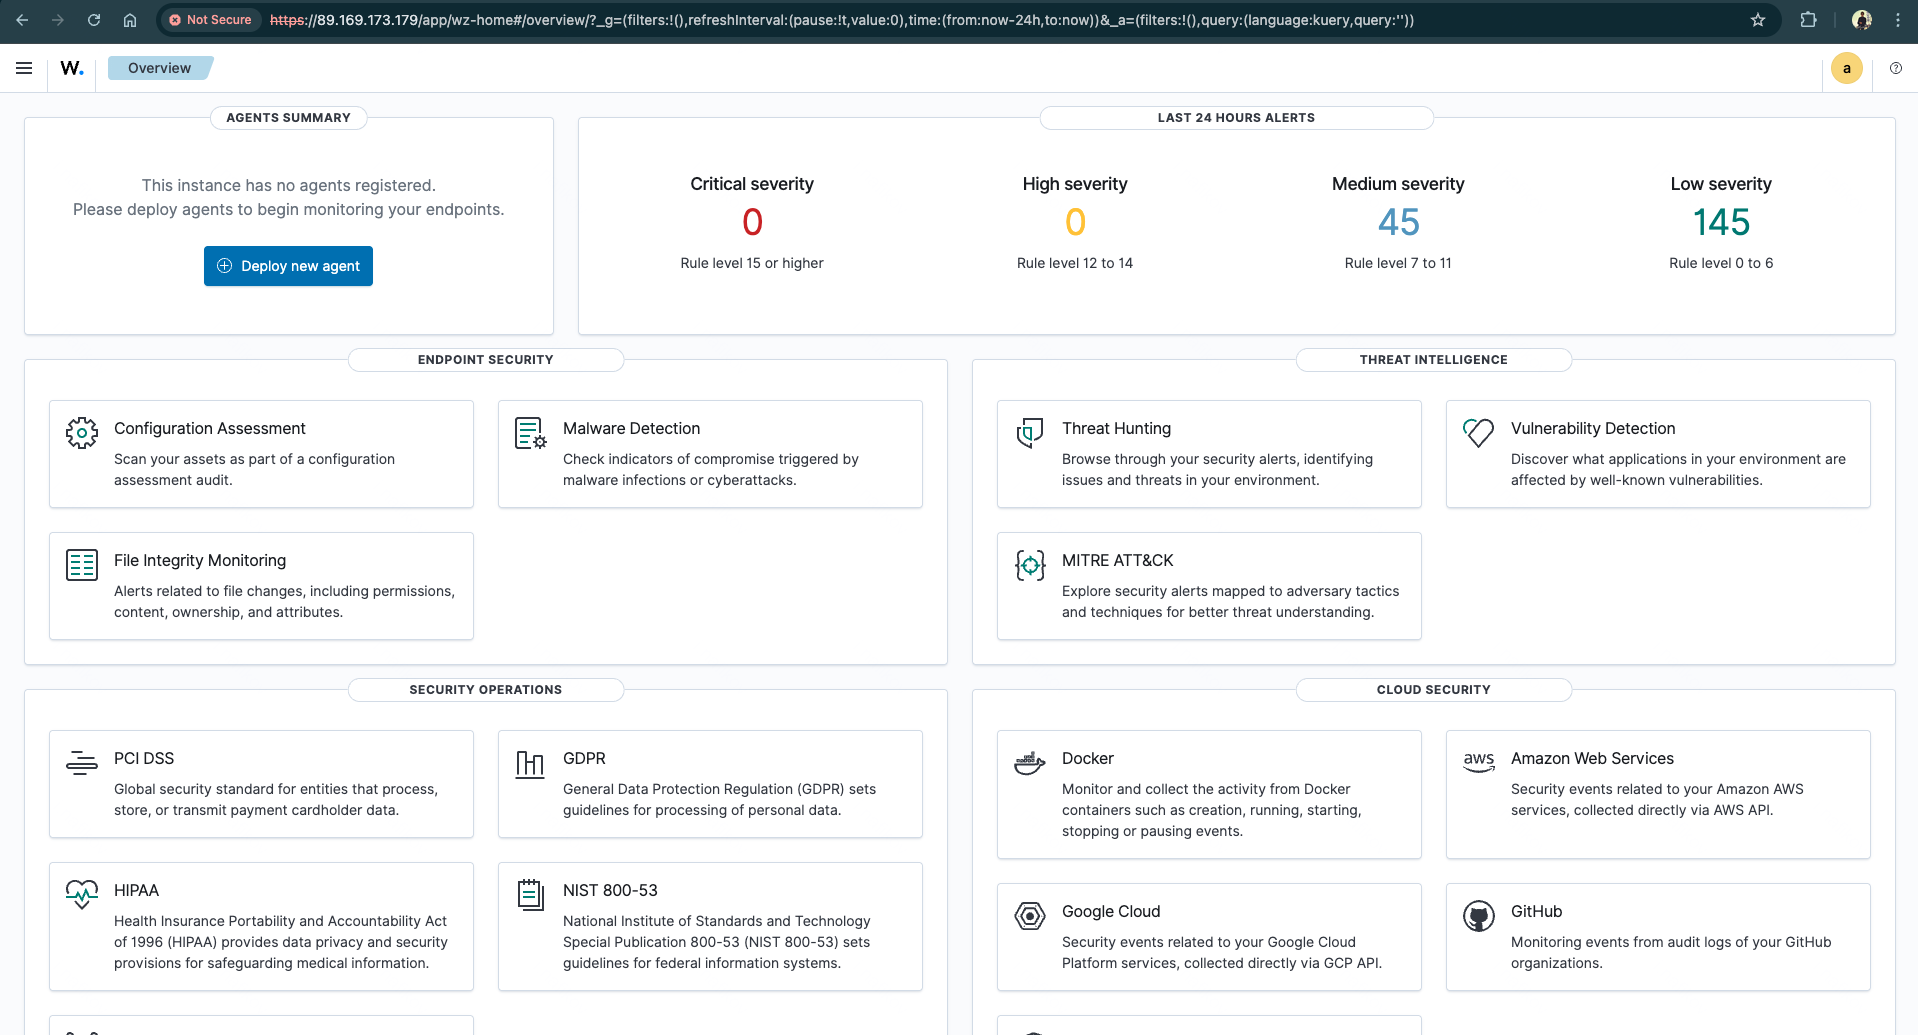 Not Secure https://89.169.173.179/app/wz-home#/overview/?_g=(filters:!(),refreshInterval:(pause:!t,value:0),time:(from:now-24h,to:now))&_a=(filters:!(),query:(language:kuery,query:''))
W. Overview a
AGENTS SUMMARY
This instance has no agents registered.
Please deploy agents to begin monitoring your endpoints.
Deploy new agent
LAST 24 HOURS ALERTS
Critical severity
0
Rule level 15 or higher
High severity
0
Rule level 12 to 14
Medium severity
45
Rule level 7 to 11
Low severity
145
Rule level 0 to 6
ENDPOINT SECURITY
Configuration Assessment
Scan your assets as part of a configuration
assessment audit.
Malware Detection
Check indicators of compromise triggered by
malware infections or cyberattacks.
File Integrity Monitoring
Alerts related to file changes, including permissions,
content, ownership, and attributes.
THREAT INTELLIGENCE
Threat Hunting
Browse through your security alerts, identifying
issues and threats in your environment.
Vulnerability Detection
Discover what applications in your environment are
affected by well-known vulnerabilities.
MITRE ATT&CK
Explore security alerts mapped to adversary tactics
and techniques for better threat understanding.
SECURITY OPERATIONS
PCI DSS
Global security standard for entities that process,
store, or transmit payment cardholder data.
GDPR
General Data Protection Regulation (GDPR) sets
guidelines for processing of personal data.
HIPAA
Health Insurance Portability and Accountability Act
of 1996 (HIPAA) provides data privacy and security
provisions for safeguarding medical information.
NIST 800-53
National Institute of Standards and Technology
Special Publication 800-53 (NIST 800-53) sets
guidelines for federal information systems.
CLOUD SECURITY
Docker
Monitor and collect the activity from Docker
containers such as creation, running, starting,
stopping or pausing events.
aws
Amazon Web Services
Security events related to your Amazon AWS
services, collected directly via AWS API.
Google Cloud
Security events related to your Google Cloud
Platform services, collected directly via GCP API.
GitHub
Monitoring events from audit logs of your GitHub
organizations.